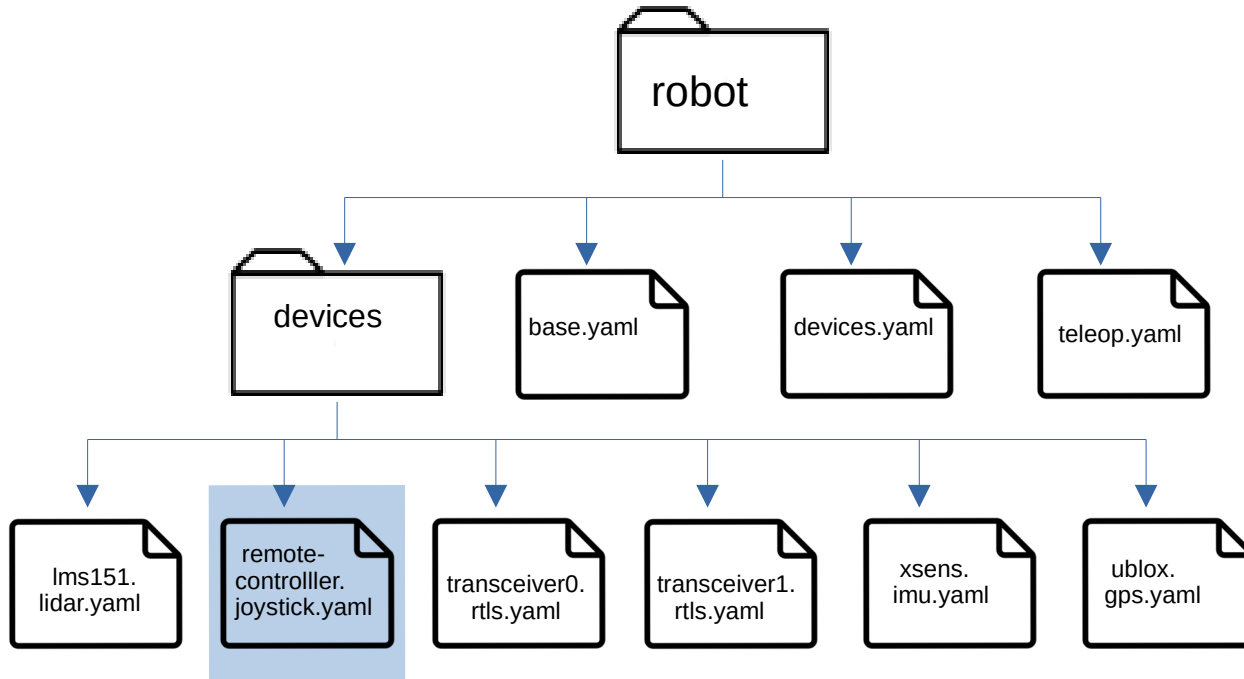 robot
devices
base.yaml
devices.yaml
teleop.yaml
lms151.
lidar.yaml
remote-
controlller.
joystick.yaml
transceiver0.
rtls.yaml
transceiver1.
rtls.yaml
xsens.
imu.yaml
ublox.
gps.yaml